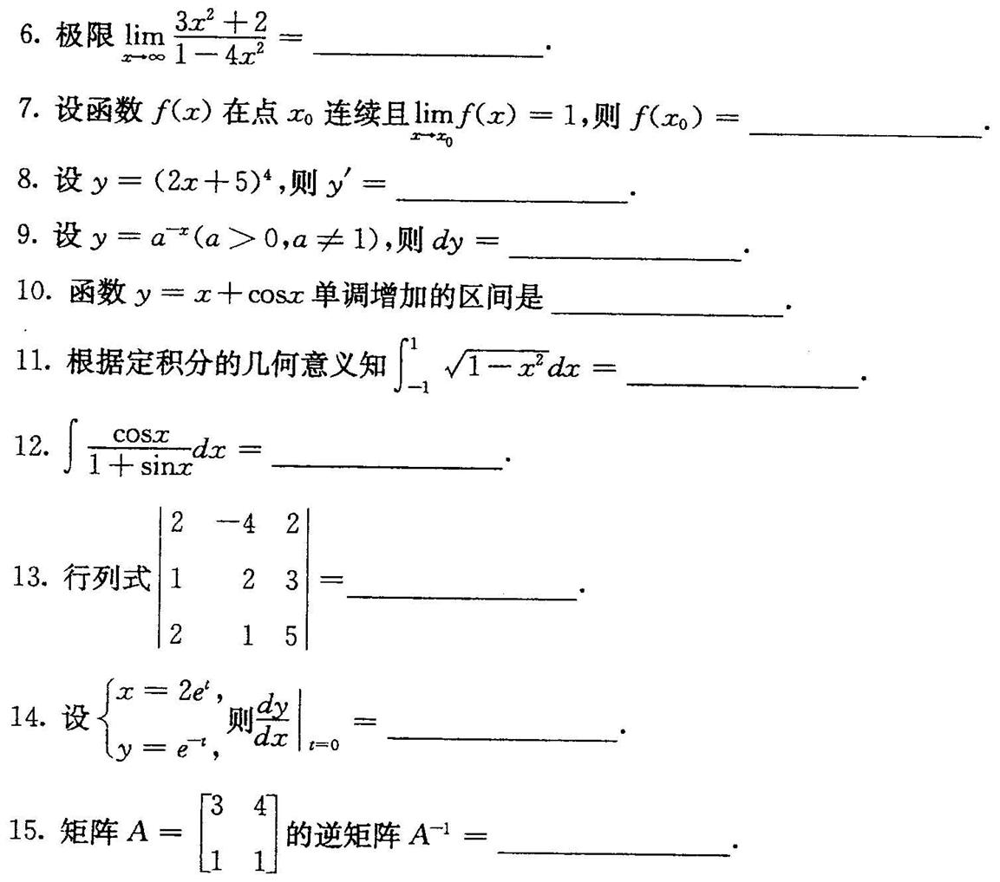 6. 极限 $\lim\limits_{x \to \infty} \frac{3x^2+2}{1-4x^2} =$ ____________.
7. 设函数 $f(x)$ 在点 $x_0$ 连续且 $\lim\limits_{x \to x_0} f(x) = 1$,则 $f(x_0) =$ ____________.
8. 设 $y = (2x+5)^4$,则 $y' =$ ____________.
9. 设 $y = a^{-x}(a > 0, a \neq 1)$,则 $dy =$ ____________.
10. 函数 $y = x + \cos x$ 单调增加的区间是 ____________.
11. 根据定积分的几何意义知 $\int_{-1}^{1} \sqrt{1-x^2}dx =$ ____________.
12. $\int \frac{\cos x}{1+\sin x}dx =$ ____________.
13. 行列式 $\begin{vmatrix} 2 & -4 & 2 \\ 1 & 2 & 3 \\ 2 & 1 & 5 \end{vmatrix} =$ ____________.
14. 设 $\begin{cases} x = 2e^t, \\ y = e^{-t}, \end{cases}$ 则 $\left.\frac{dy}{dx}\right|_{t=0} =$ ____________.
15. 矩阵 $A = \begin{bmatrix} 3 & 4 \\ 1 & 1 \end{bmatrix}$ 的逆矩阵 $A^{-1} =$ ____________.